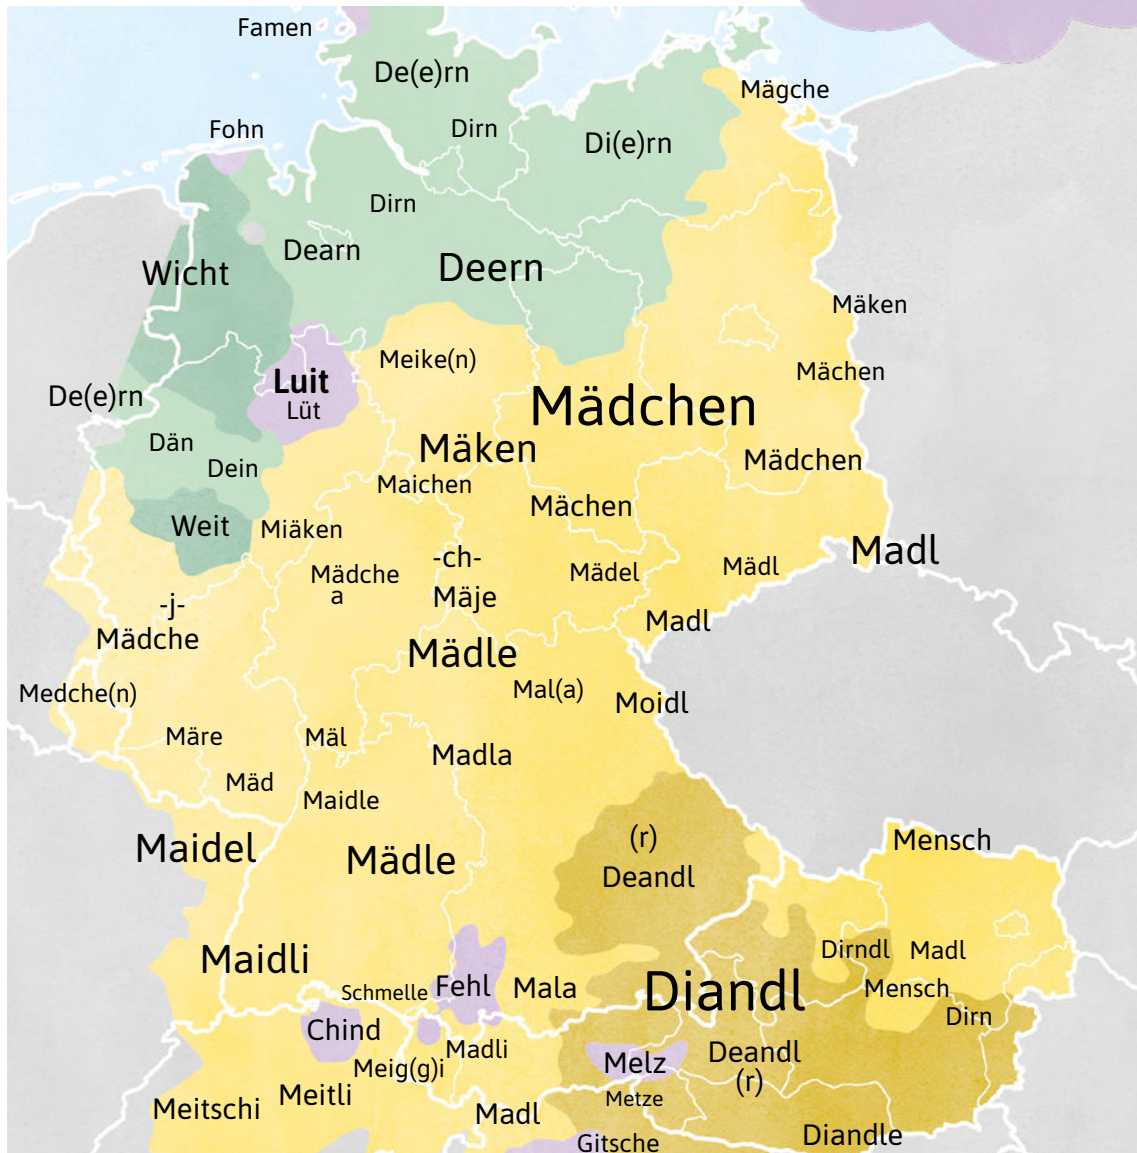 Famen
De(e)rn
Mägche
Fohn
Dirn
Di(e)rn
Dirn
Dearn
Wicht
Deern
Mäken
Meike(n)
Luit
Lüt
Mächen
De(e)rn
Mädchen
Dän
Mäken
Dein
Mädchen
Maichen
Mächen
Weit
Miäken
Madl
-ch-
Mädche
a
Mädel
Mädl
-j-
Mäje
Mädche
Madl
Mädle
Medche(n)
Mal(a)
Moidl
Märe
Mäl
Madla
Mäd
Maidle
Maidel
Mädle
(r)
Deandl
Mensch
Maidli
Dirndl
Madl
Schmelle
Fehl
Mala
Diandl
Mensch
Dirn
Chind
Madli
Meig(g)i
Melz
Deandl
(r)
Meitschi
Meitli
Madl
Metze
Gitsche
Diandle